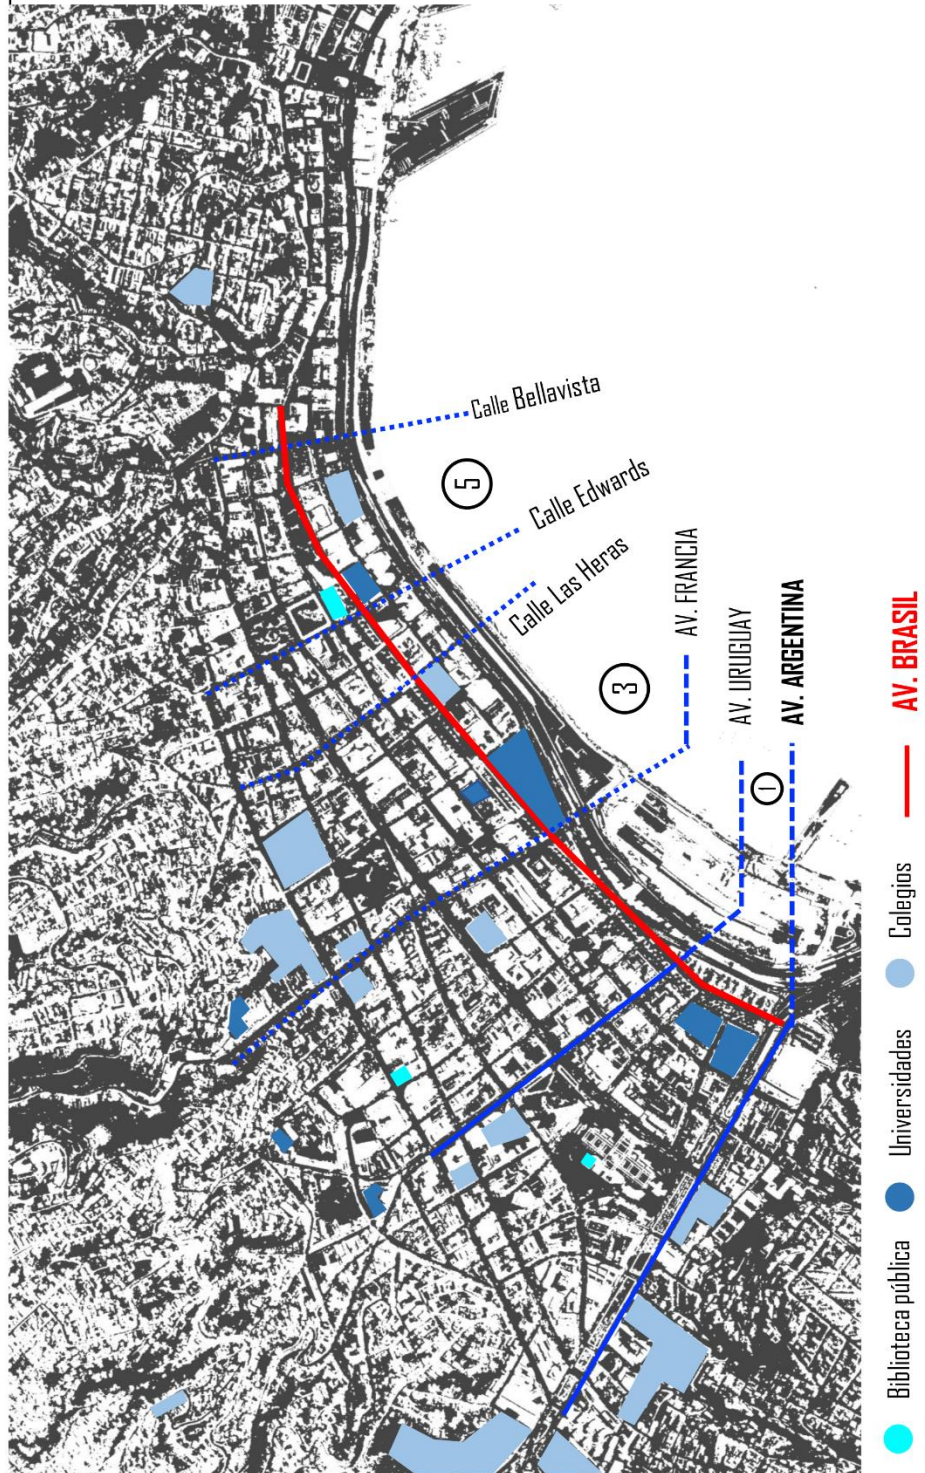 Calle Bellavista
5
Calle Edwards
Calle Las Heras
AV. FRANCIA
3
AV. URUGUAY
1
AV. ARGENTINA
Biblioteca pública
Universidades
Colegios
AV. BRASIL